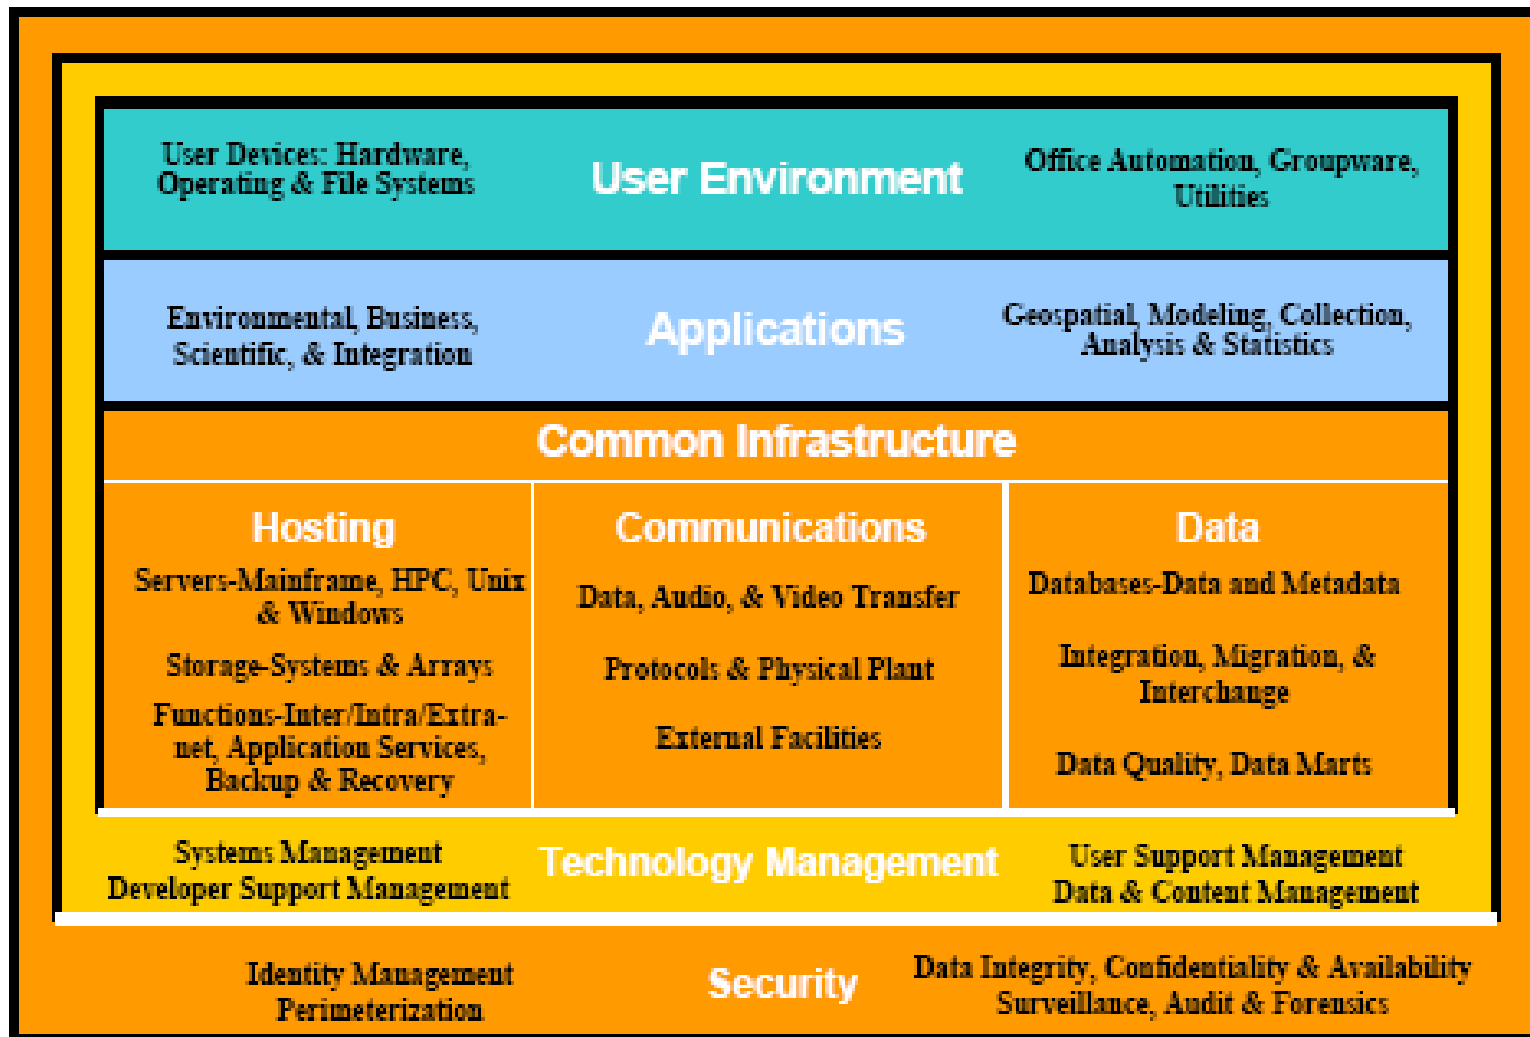 User Devices: Hardware,
Operating & File Systems
User Environment
Office Automation, Groupware,
Utilities
Environmental, Business,
Scientific, & Integration
Applications
Geospatial, Modeling, Collection,
Analysis & Statistics
Common Infrastructure
Hosting
Servers-Mainframe, HPC, Unix
& Windows
Storage-Systems & Arrays
Functions-Inter/Intra/Extra-
net, Application Services,
Backup & Recovery
Communications
Data, Audio, & Video Transfer
Protocols & Physical Plant
External Facilities
Data
Databases-Data and Metadata
Integration, Migration, &
Interchange
Data Quality, Data Marts
Systems Management
Developer Support Management
Technology Management
User Support Management
Data & Content Management
Identity Management
Perimeterization
Security
Data Integrity, Confidentiality & Availability
Surveillance, Audit & Forensics